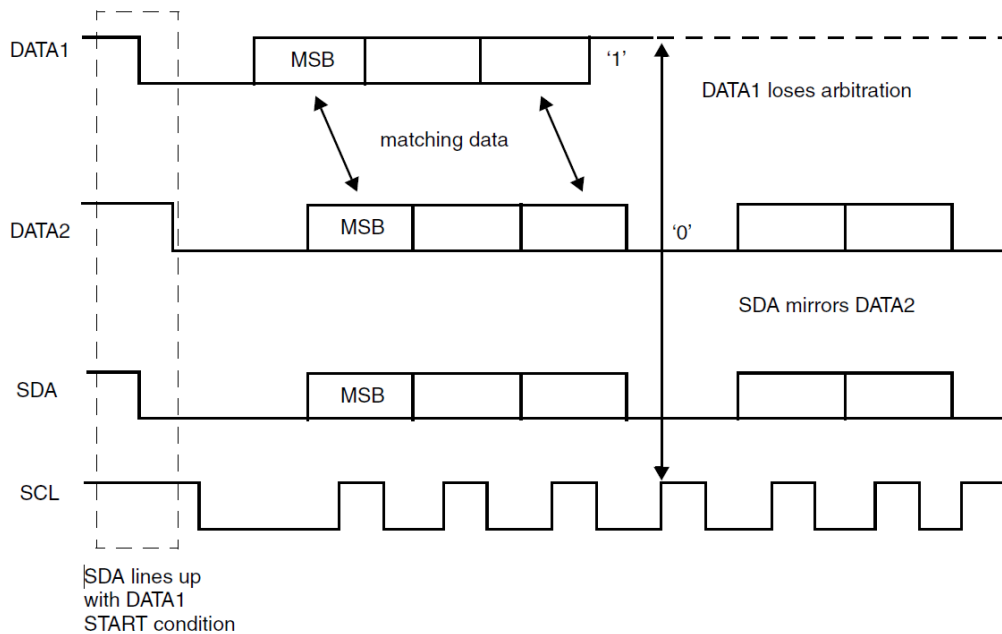 DATA1
MSB
‘1’
DATA1 loses arbitration
matching data
DATA2
MSB
‘0’
SDA mirrors DATA2
SDA
MSB
SCL
SDA lines up
with DATA1
START condition